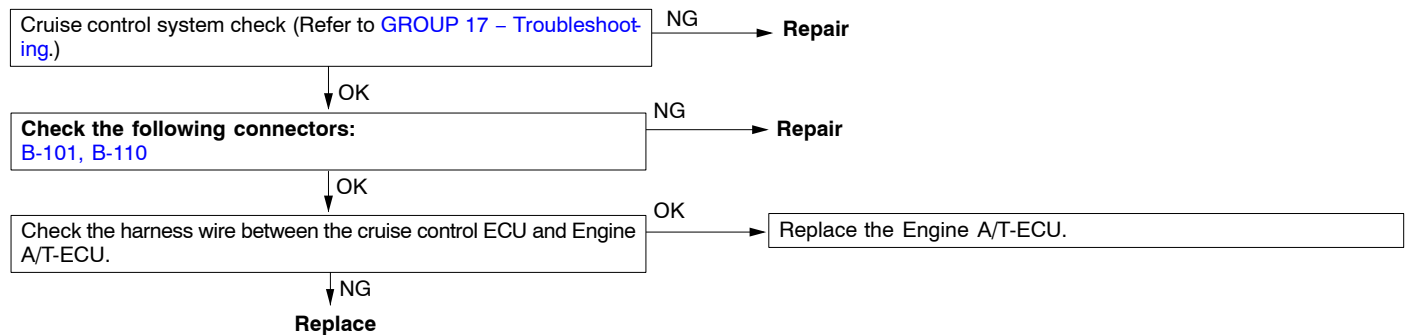 Cruise control system check (Refer to GROUP 17 – Troubleshoot-
ing.)
NG
Repair
OK
Check the following connectors:
B-101, B-110
NG
Repair
OK
Check the harness wire between the cruise control ECU and Engine
A/T-ECU.
OK
Replace the Engine A/T-ECU.
NG
Replace